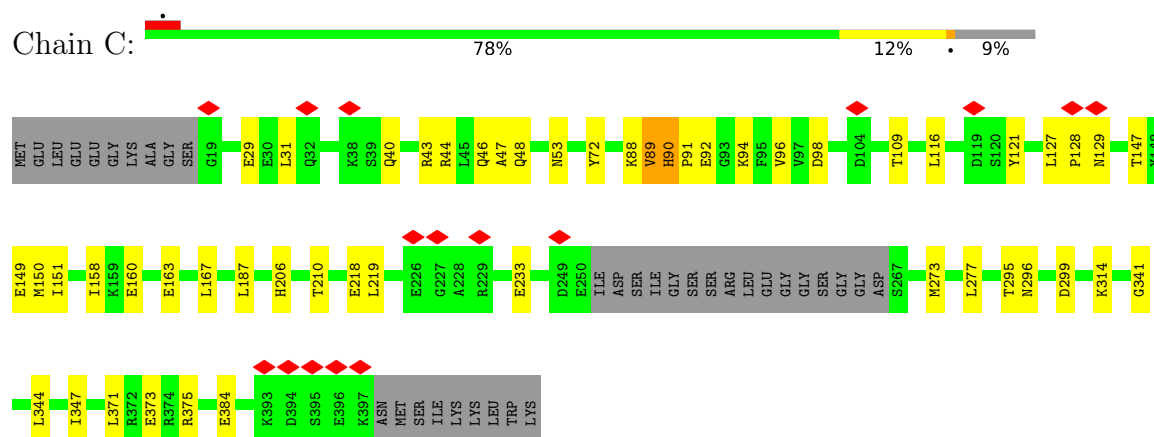 •
Chain C:
78% 12% • 9%
MET GLU LEU GLU GLU GLY LYS ALA GLY SER G19 E29 E30 L31 Q32 K38 S39 Q40 R43 R44 L45 Q46 A47 Q48 N53 Y72 K88 V89 H90 P91 E92 G93 K94 F95 V96 V97 D98 D104 T109 L116 D119 S120 Y121 L127 P128 N129 T147
E149 M150 I151 I158 K159 E160 E163 L167 L187 H206 T210 E218 L219 E226 G227 A228 R229 E233 D249 E250 ILE ASP SER ILE GLY SER SER ARG LEU GLU GLY GLY SER GLY GLY ASP S267 M273 L277 T295 N296 D299 K314 G341
L344 I347 L371 R372 E373 R374 R375 E384 K393 D394 S395 E396 K397 ASN MET SER ILE LYS LYS LEU TRP LYS